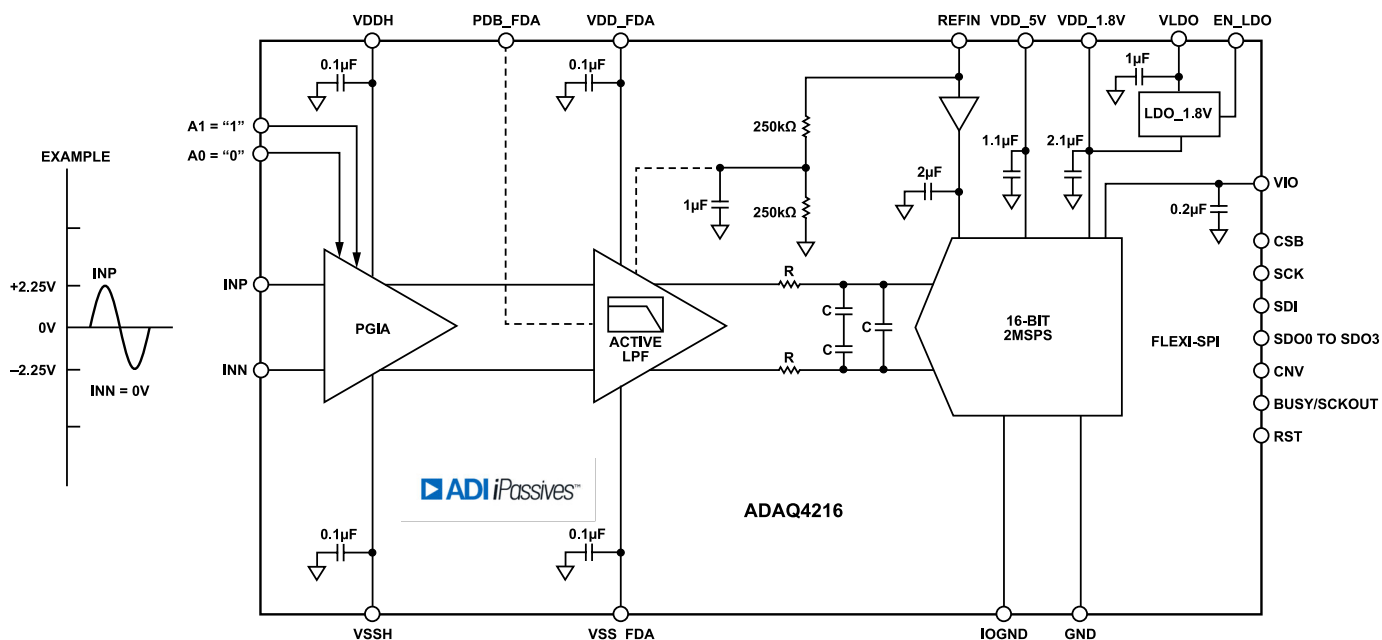 VDDH
PDB_FDA
VDD_FDA
REFIN
VDD_5V
VDD_1.8V
VLDO
EN_LDO
0.1µF
0.1µF
1µF
LDO_1.8V
A1 = “1”
A0 = “0”
250kΩ
1.1µF
2.1µF
EXAMPLE
2µF
1µF
250kΩ
VIO
0.2µF
CSB
INP
+2.25V
0V
–2.25V
INN = 0V
INP
INN
PGIA
ACTIVE
LPF
R
C
C
C
R
16-BIT
2MSPS
FLEXI-SPI
SCK
SDI
SDO0 TO SDO3
CNV
BUSY/SCKOUT
RST
ADI iPassives™
ADAQ4216
0.1µF
0.1µF
VSSH
VSS_FDA
IOGND
GND